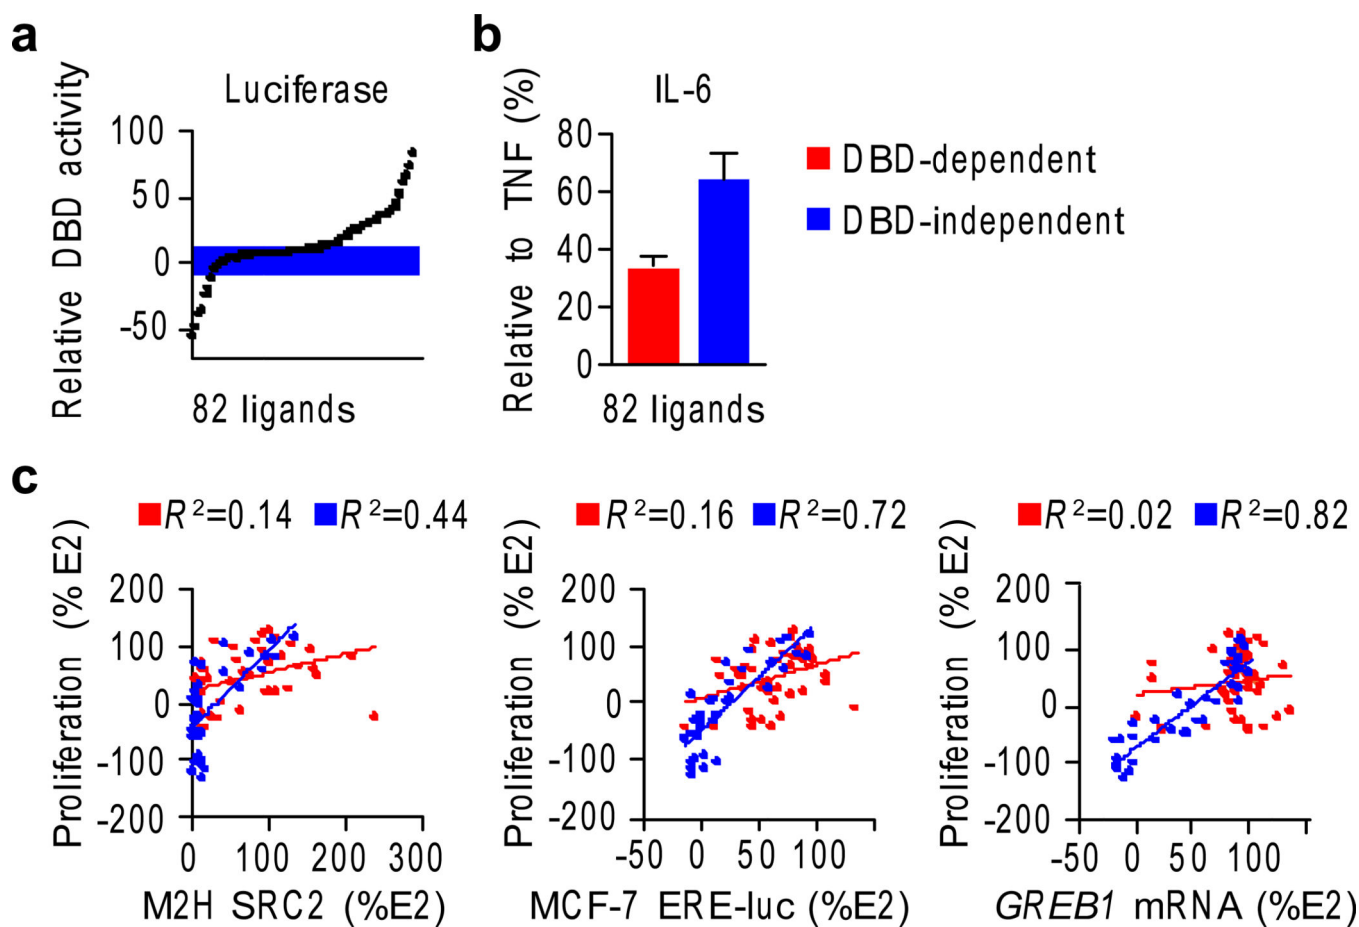 a
Luciferase
Relative DBD activity
100
50
0
−50
82 ligands
b
IL-6
Relative to TNF (%)
80
60
40
20
0
82 ligands
DBD-dependent
DBD-independent
c
R²=0.14 R²=0.44
Proliferation (% E2)
200
100
0
-100
-200
0 100 200 300
M2H SRC2 (%E2)
R²=0.16 R²=0.72
Proliferation (% E2)
200
100
0
-100
-200
-50 0 50 100
MCF-7 ERE-luc (%E2)
R²=0.02 R²=0.82
Proliferation (% E2)
200
100
0
-100
-200
-50 0 50 100
GREB1 mRNA (%E2)